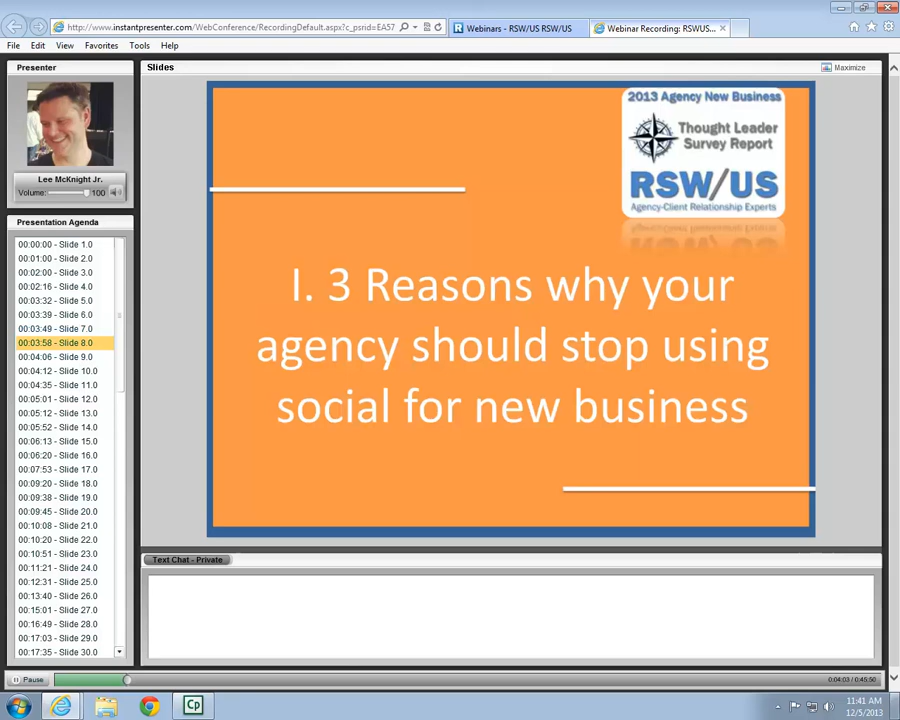 http://www.instantpresenter.com/WebConference/RecordingDefault.aspx?c_psrid=EA57
Webinars - RSW/US RSW/US
Webinar Recording: RSWUS...
File Edit View Favorites Tools Help
Presenter
Lee McKnight Jr.
Volume: 100
Presentation Agenda
00:00:00 - Slide 1.0
00:01:00 - Slide 2.0
00:02:00 - Slide 3.0
00:02:16 - Slide 4.0
00:03:32 - Slide 5.0
00:03:39 - Slide 6.0
00:03:49 - Slide 7.0
00:03:58 - Slide 8.0
00:04:06 - Slide 9.0
00:04:12 - Slide 10.0
00:04:35 - Slide 11.0
00:05:01 - Slide 12.0
00:05:12 - Slide 13.0
00:05:52 - Slide 14.0
00:06:13 - Slide 15.0
00:06:20 - Slide 16.0
00:07:53 - Slide 17.0
00:09:20 - Slide 18.0
00:09:38 - Slide 19.0
00:09:45 - Slide 20.0
00:10:08 - Slide 21.0
00:10:20 - Slide 22.0
00:10:51 - Slide 23.0
00:11:21 - Slide 24.0
00:12:31 - Slide 25.0
00:13:40 - Slide 26.0
00:15:01 - Slide 27.0
00:16:49 - Slide 28.0
00:17:03 - Slide 29.0
00:17:35 - Slide 30.0
Slides
Maximize
2013 Agency New Business
Thought Leader
Survey Report
RSW/US
Agency-Client Relationship Experts
I. 3 Reasons why your
agency should stop using
social for new business
Text Chat - Private
Pause
0:04:03 / 0:45:50
Cp
11:41 AM
12/5/2013